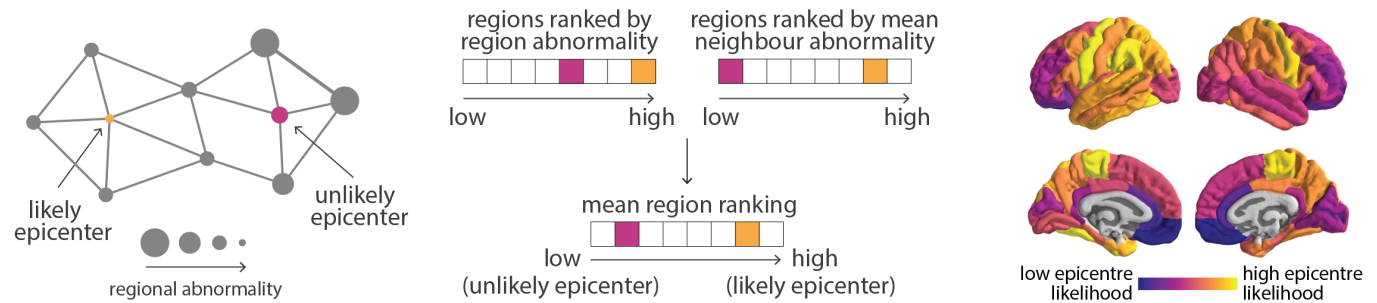 likely
epicenter
unlikely
epicenter
regional abnormality
regions ranked by
region abnormality
low
high
regions ranked by mean
neighbour abnormality
low
high
mean region ranking
low
high
(unlikely epicenter)
(likely epicenter)
low epicentre
likelihood
high epicentre
likelihood